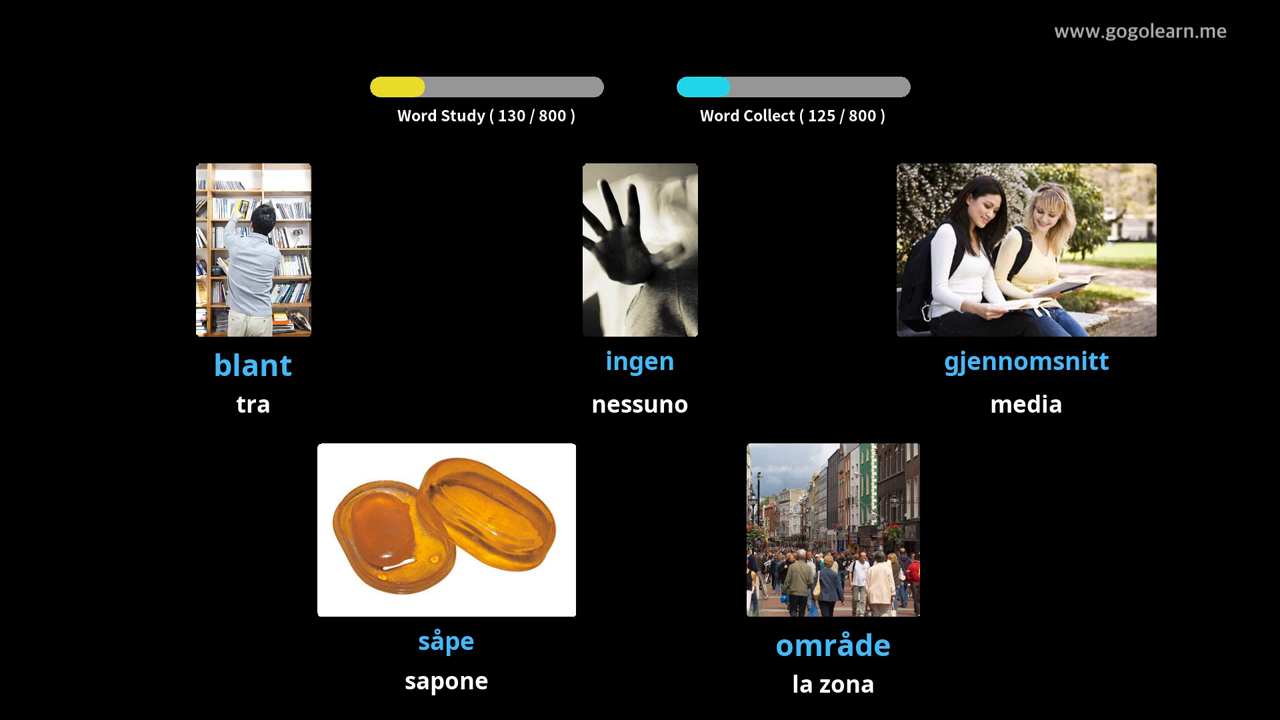 www.gogolearn.me
Word Study ( 130 / 800 )
Word Collect ( 125 / 800 )
blant
tra
ingen
nessuno
gjennomsnitt
media
såpe
sapone
område
la zona